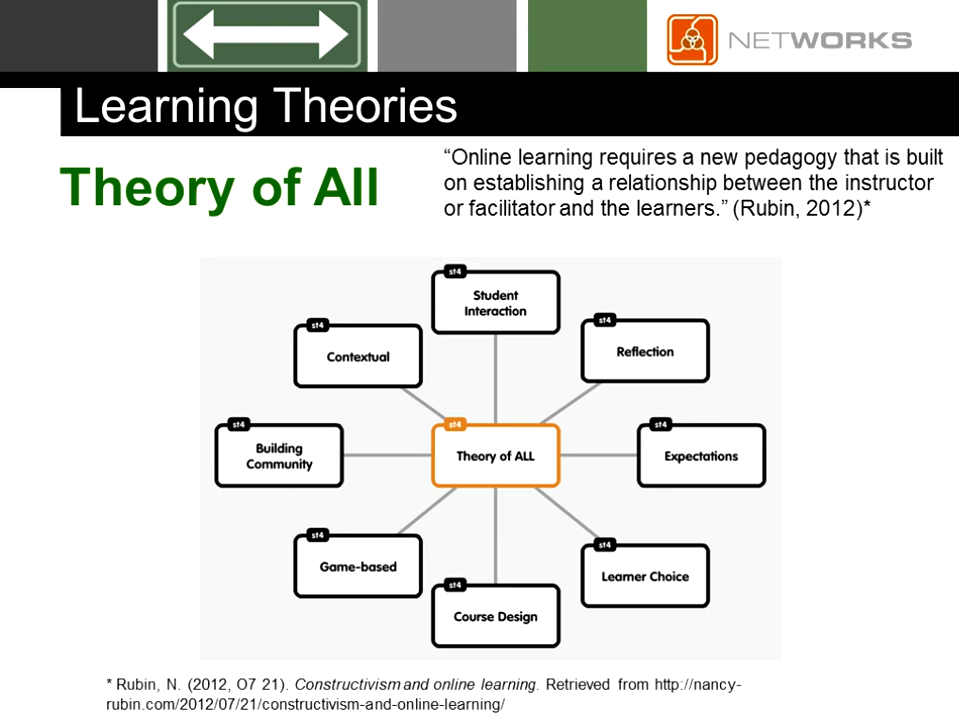 NETWORKS
Learning Theories
Theory of All
“Online learning requires a new pedagogy that is built
on establishing a relationship between the instructor
or facilitator and the learners.” (Rubin, 2012)*
st4
Student
Interaction
st4
Contextual
st4
Reflection
st4
Building
Community
st4
Theory of ALL
st4
Expectations
st4
Game-based
st4
Learner Choice
st4
Course Design
* Rubin, N. (2012, O7 21). Constructivism and online learning. Retrieved from http://nancy-
rubin.com/2012/07/21/constructivism-and-online-learning/